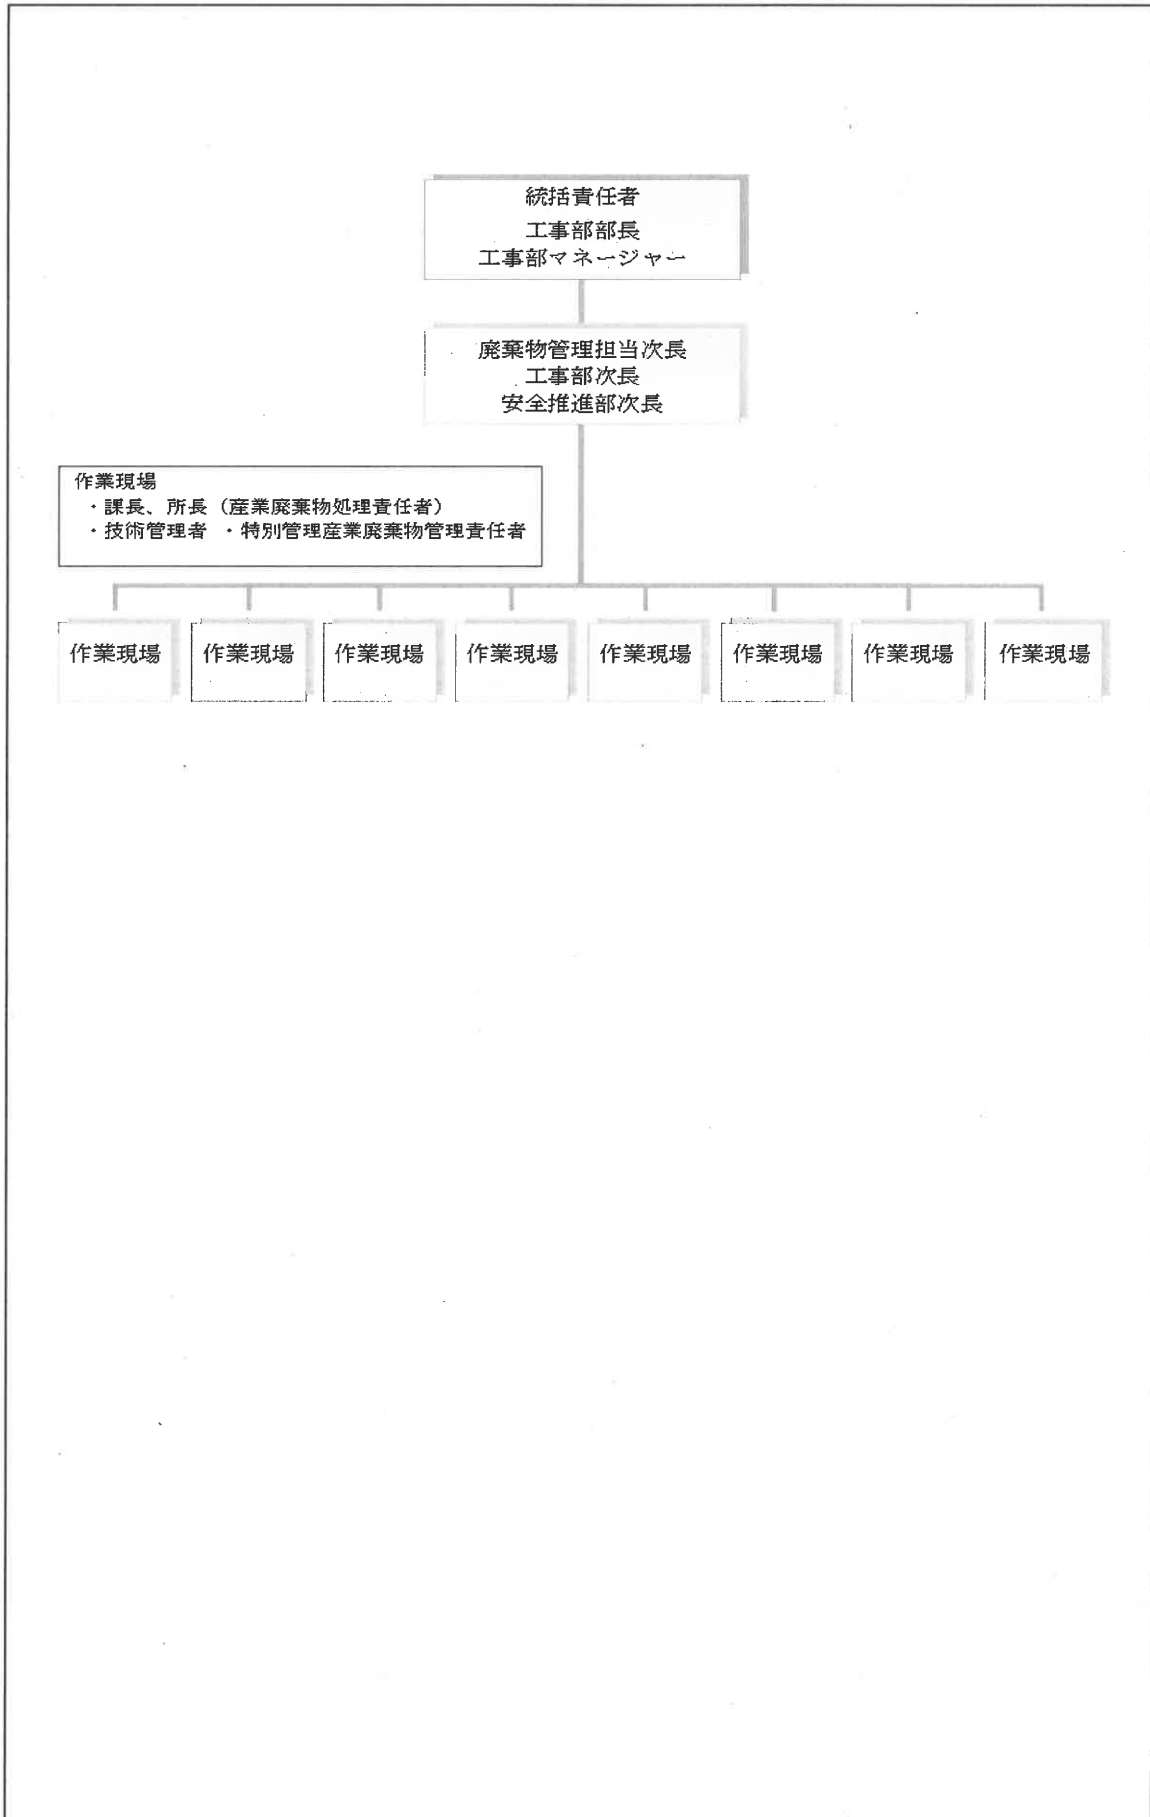 統括責任者
工事部部長
工事部マネージャー
廃棄物管理担当次長
工事部次長
安全推進部次長
作業現場
・課長、所長（産業廃棄物処理責任者）
・技術管理者 ・特別管理産業廃棄物管理責任者
作業現場 作業現場 作業現場 作業現場 作業現場 作業現場 作業現場 作業現場